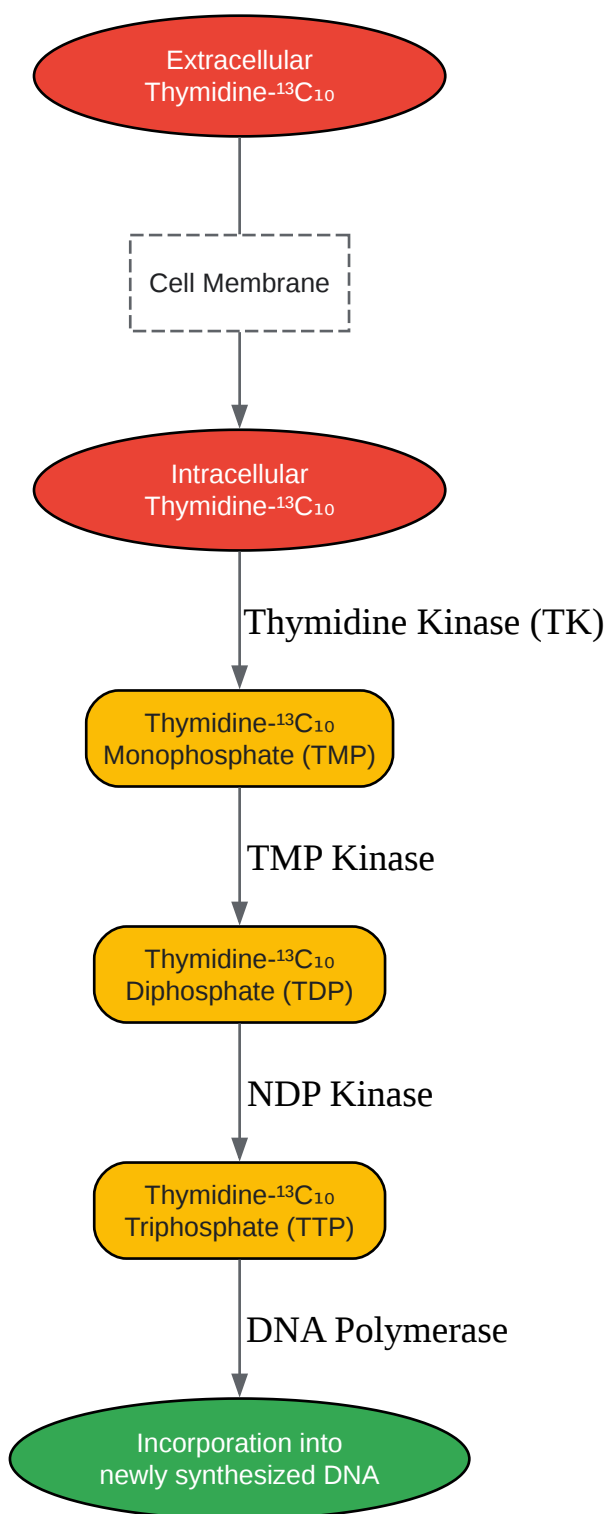 Extracellular
Thymidine-¹³C₁₀
Cell Membrane
Intracellular
Thymidine-¹³C₁₀
Thymidine Kinase (TK)
Thymidine-¹³C₁₀
Monophosphate (TMP)
TMP Kinase
Thymidine-¹³C₁₀
Diphosphate (TDP)
NDP Kinase
Thymidine-¹³C₁₀
Triphosphate (TTP)
DNA Polymerase
Incorporation into
newly synthesized DNA